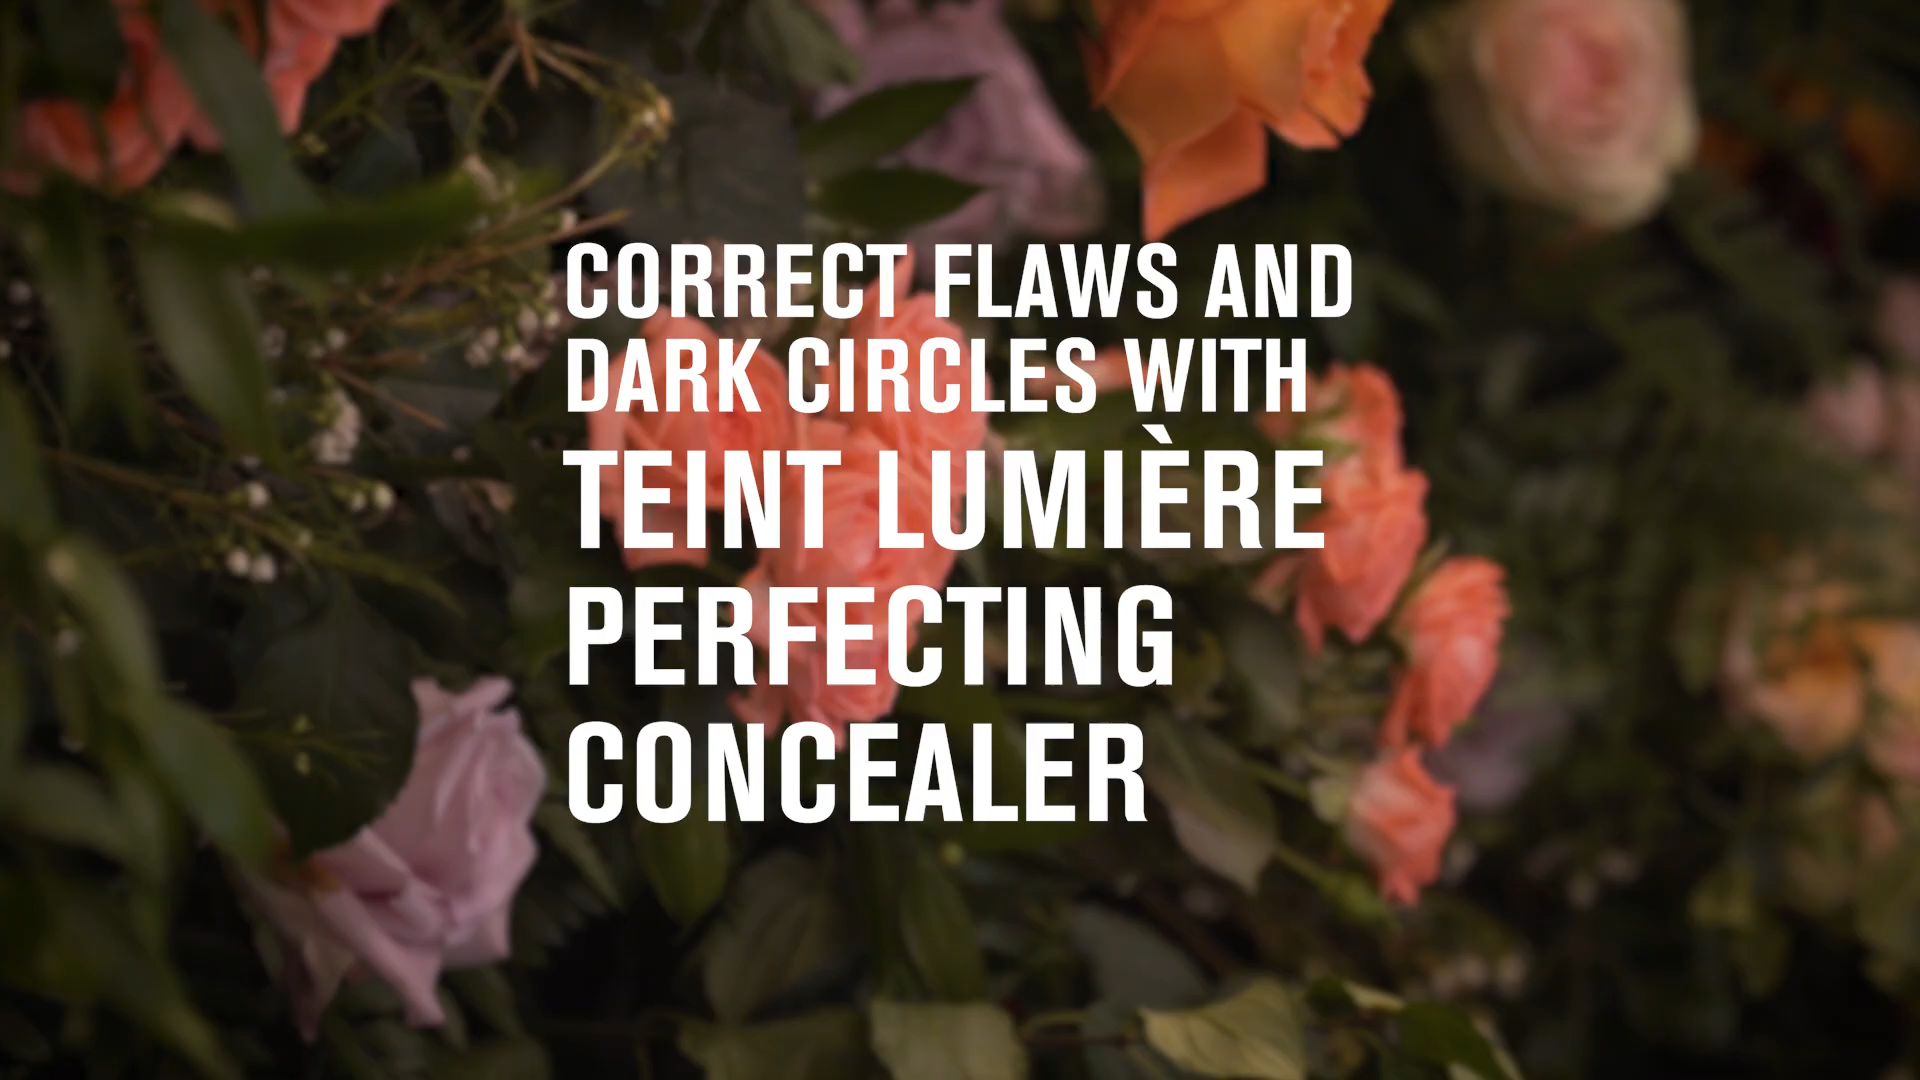 CORRECT FLAWS AND
DARK CIRCLES WITH
TEINT LUMIÈRE
PERFECTING
CONCEALER